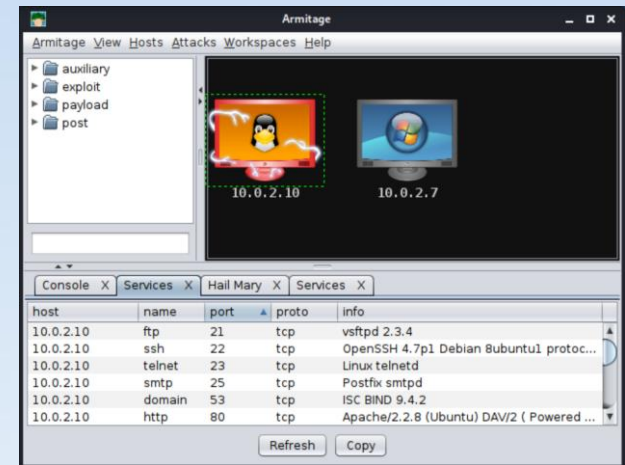 Armitage
Armitage View Hosts Attacks Workspaces Help
auxiliary
exploit
payload
post
10.0.2.10 10.0.2.7
Console X Services X Hail Mary X Services X
host name port proto info
10.0.2.10 ftp 21 tcp vsftpd 2.3.4
10.0.2.10 ssh 22 tcp OpenSSH 4.7p1 Debian 8ubuntu1 protoc...
10.0.2.10 telnet 23 tcp Linux telnetd
10.0.2.10 smtp 25 tcp Postfix smtpd
10.0.2.10 domain 53 tcp ISC BIND 9.4.2
10.0.2.10 http 80 tcp Apache/2.2.8 (Ubuntu) DAV/2 ( Powered ...
Refresh Copy